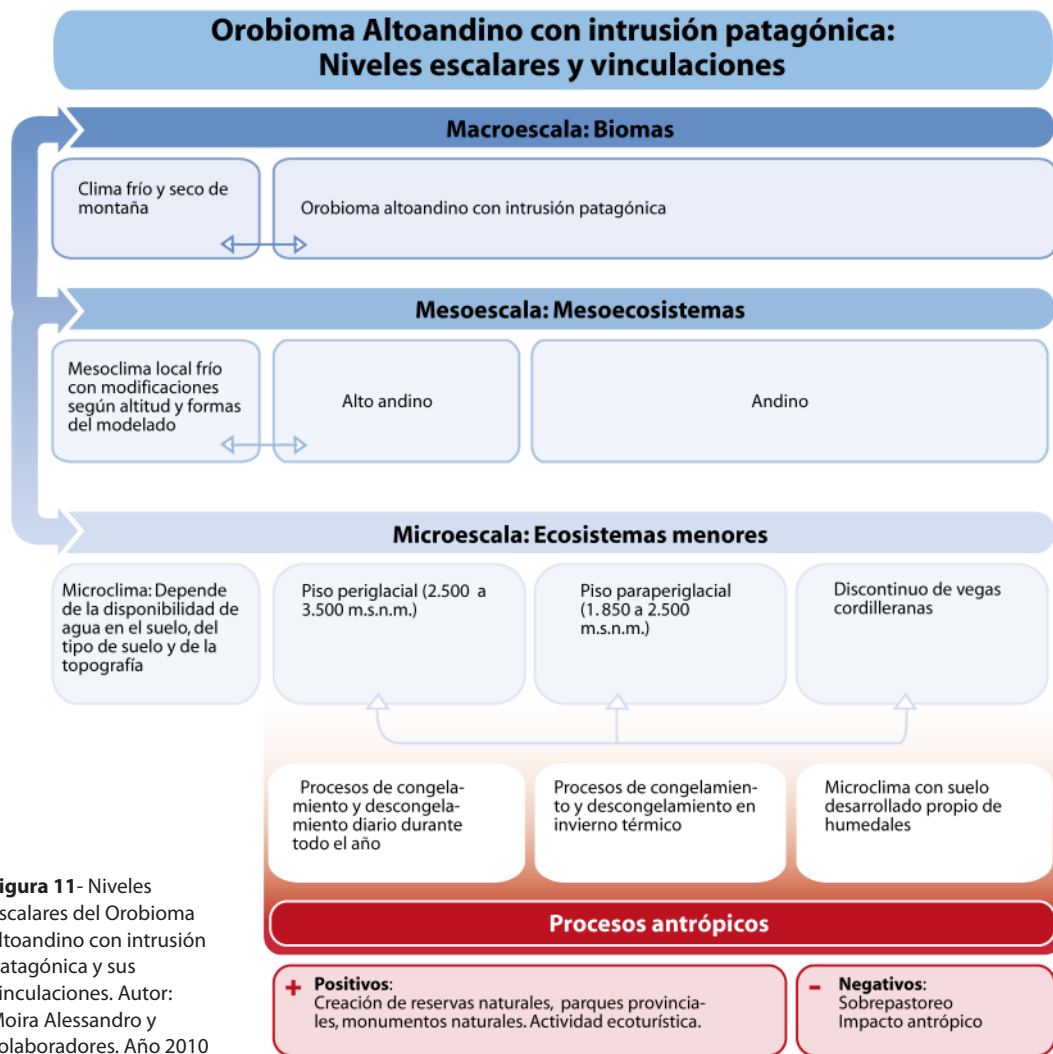 Orobioma Altoandino con intrusión patagónica:
Niveles escalares y vinculaciones
Macroescala: Biomas
Clima frío y seco de
montaña
Orobioma altoandino con intrusión patagónica
Mesoescala: Mesoecosistemas
Mesoclima local frío
con modificaciones
según altitud y formas
del modelado
Alto andino
Andino
Microescala: Ecosistemas menores
Microclima: Depende
de la disponibilidad de
agua en el suelo, del
tipo de suelo y de la
topografía
Piso periglacial (2.500 a
3.500 m.s.n.m.)
Piso paraperiglacial
(1. 850 a 2.500
m.s.n.m.)
Discontinuo de vegas
cordilleranas
Procesos de congela-
miento y descongela-
miento diario durante
todo el año
Procesos de congelamien-
to y descongelamiento en
invierno térmico
Microclima con suelo
desarrollado propio de
humedales
Procesos antrópicos
+ Positivos:
Creación de reservas naturales, parques provincia-
les, monumentos naturales. Actividad ecoturística.
- Negativos:
Sobrepastoreo
Impacto antrópico
igura 11- Niveles
scalares del Orobioma
ltoandino con intrusión
atagónica y sus
inculaciones. Autor:
Moira Alessandro y
olaboradores. Año 2010